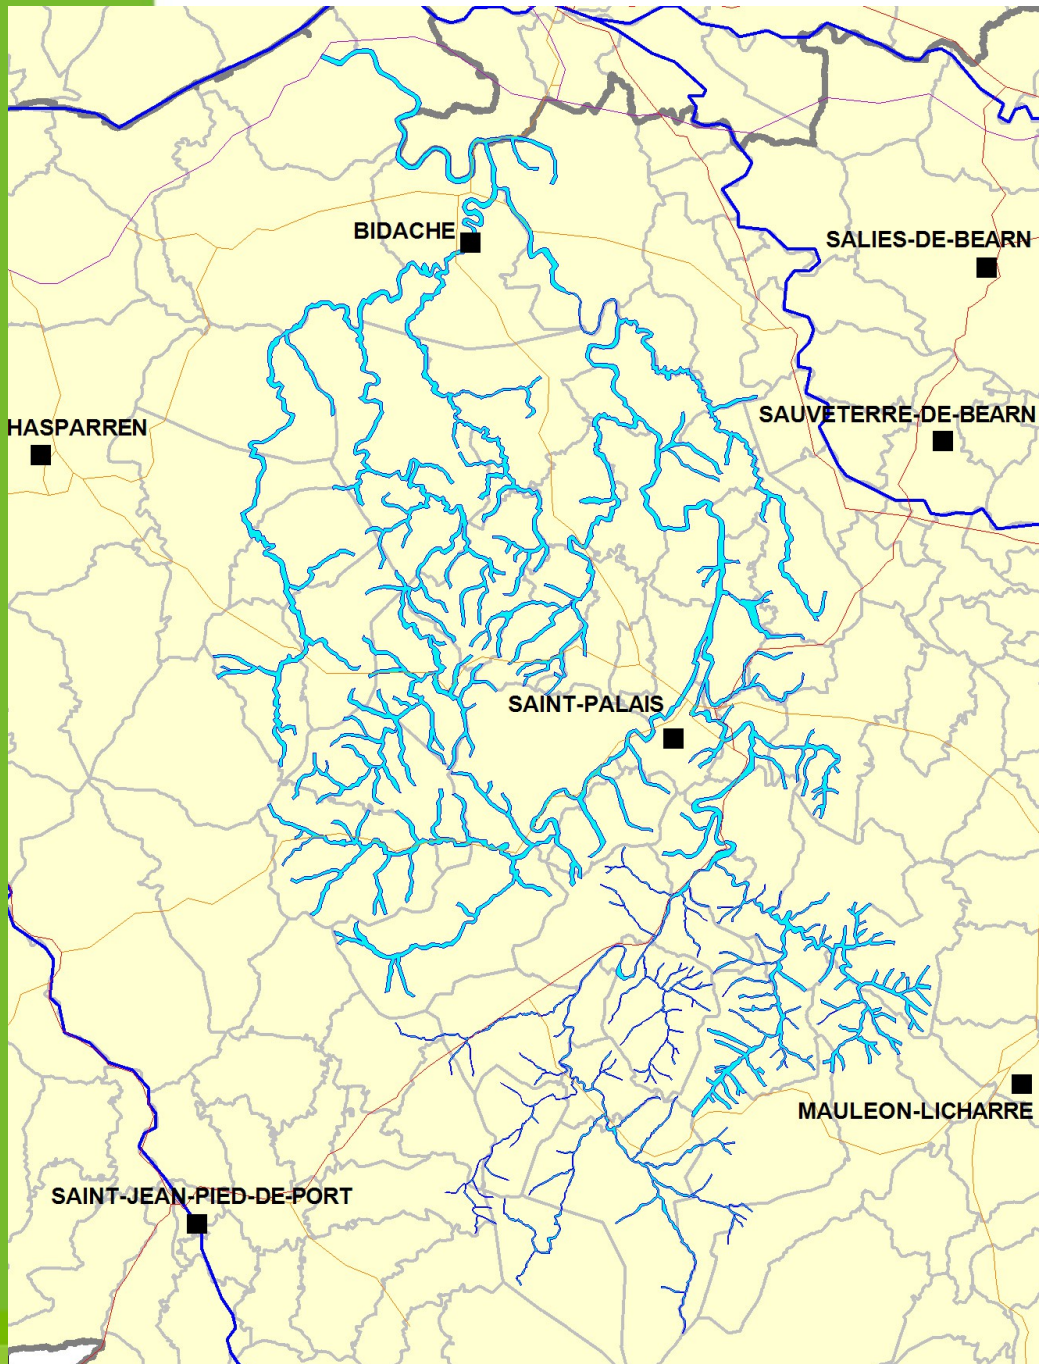 BIDACHE
SALIES-DE-BEARN
HASPARREN
SAUVETERRE-DE-BEARN
SAINT-PALAIS
MAULEON-LICHARRE
SAINT-JEAN-PIED-DE-PORT